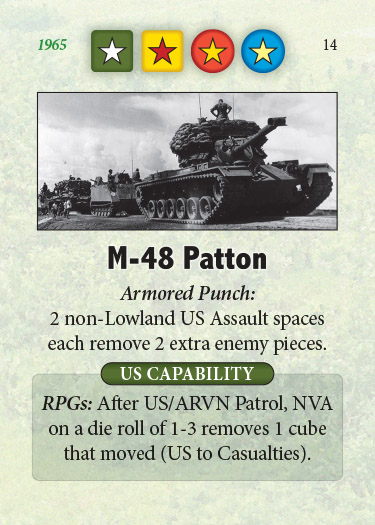 1965
14
M-48 Patton
Armored Punch:
2 non-Lowland US Assault spaces
each remove 2 extra enemy pieces.
US CAPABILITY
RPGs: After US/ARVN Patrol, NVA
on a die roll of 1-3 removes 1 cube
that moved (US to Casualties).